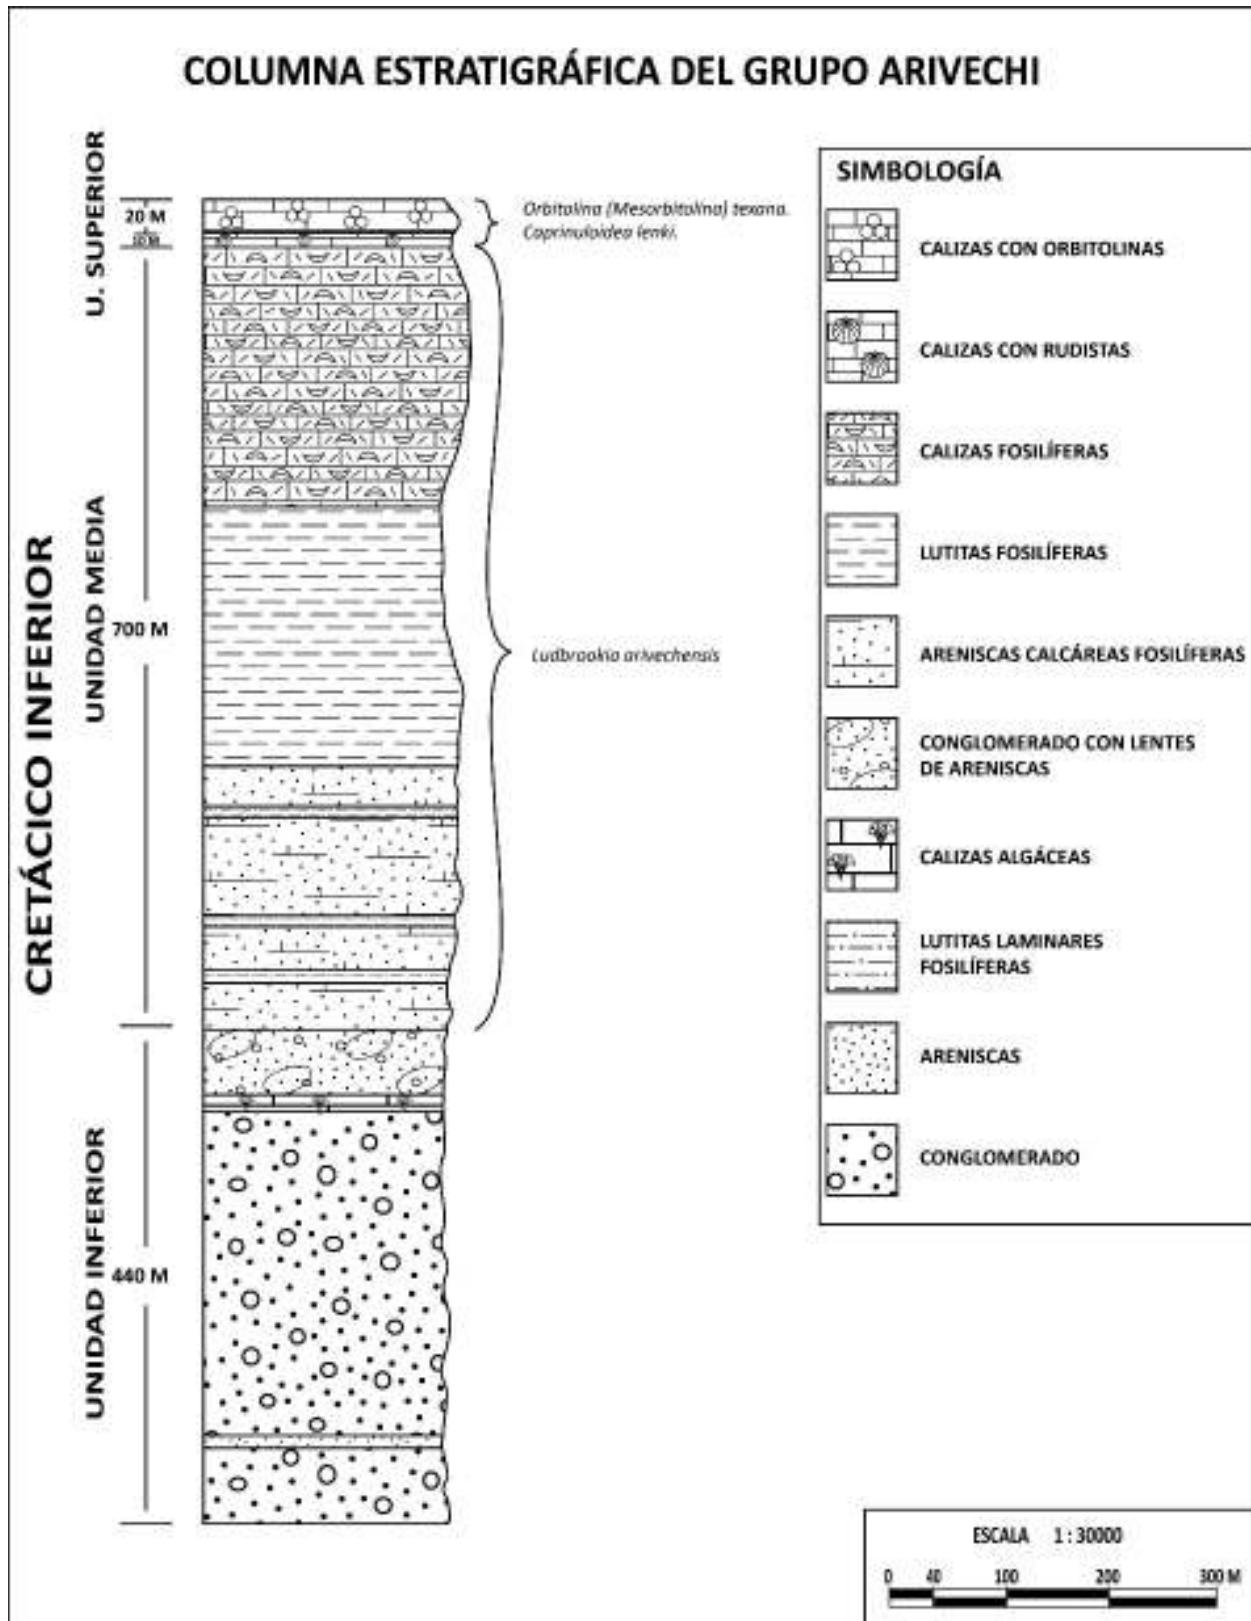 COLUMNA ESTRATIGRÁFICA DEL GRUPO ARIVECHI
CRETÁCICO INFERIOR
U. SUPERIOR
20 M
10 M
Orbitolina (Mesorbitolina) texana.
Caprinuloidea lenki.
UNIDAD MEDIA
700 M
Ludbrookia arivechensis
UNIDAD INFERIOR
440 M
SIMBOLOGÍA
CALIZAS CON ORBITOLINAS
CALIZAS CON RUDISTAS
CALIZAS FOSILÍFERAS
LUTITAS FOSILÍFERAS
ARENISCAS CALCÁREAS FOSILÍFERAS
CONGLOMERADO CON LENTES
DE ARENISCAS
CALIZAS ALGÁCEAS
LUTITAS LAMINARES
FOSILÍFERAS
ARENISCAS
CONGLOMERADO
ESCALA 1 : 30000
0 40 100 200 300 M